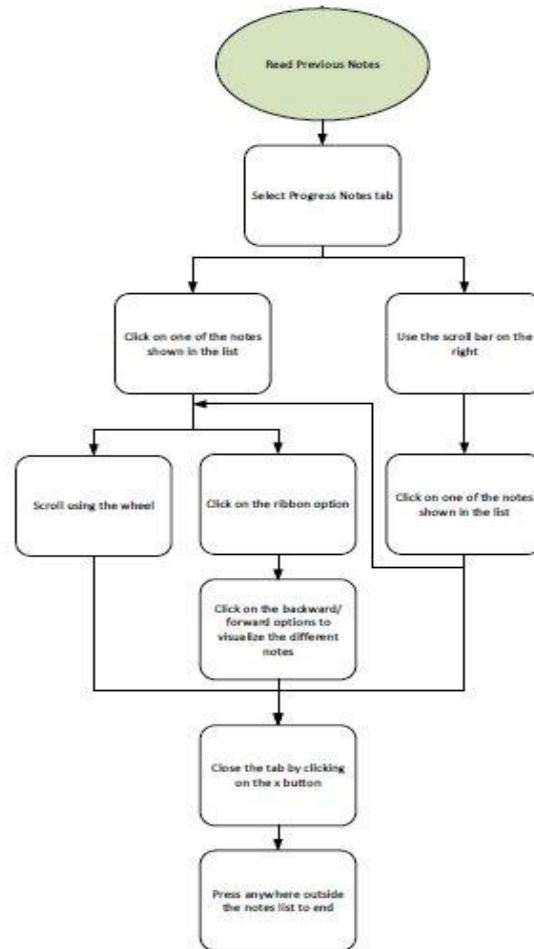 Read Previous Notes
Select Progress Notes tab
Click on one of the notes
shown in the list
Use the scroll bar on the
right
Scroll using the wheel
Click on the ribbon option
Click on one of the notes
shown in the list
Click on the backward/
forward options to
visualize the different
notes
Close the tab by clicking
on the x button
Press anywhere outside
the notes list to end